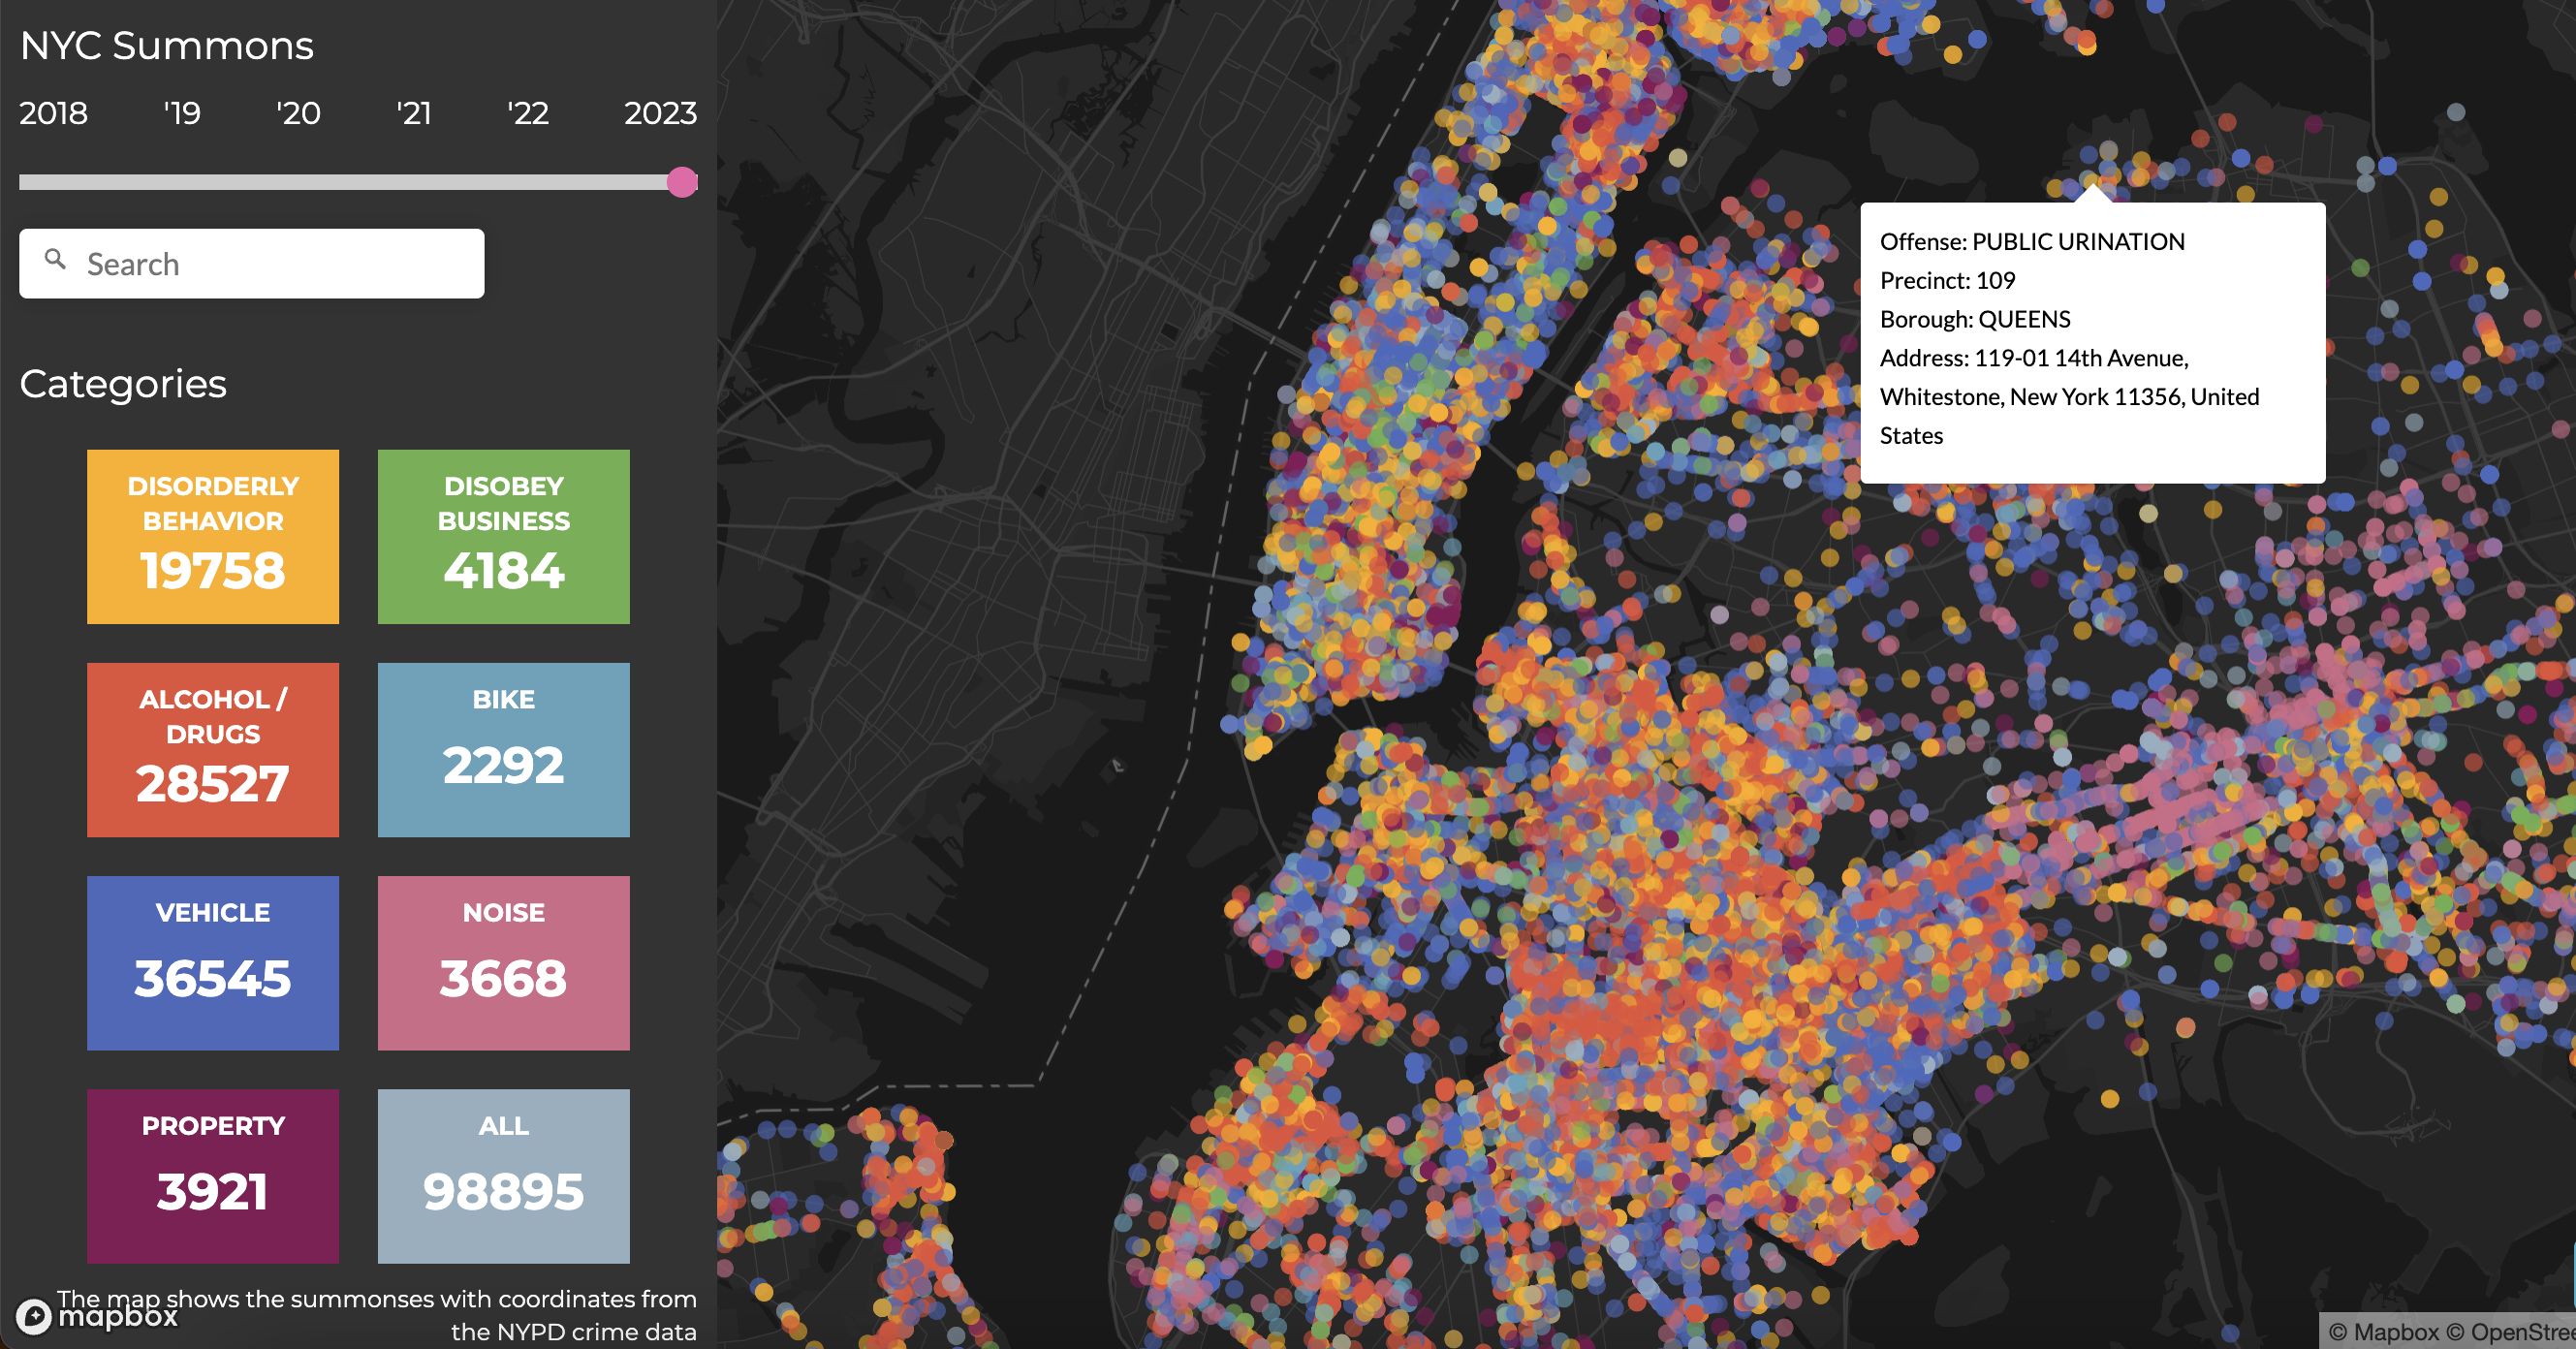 NYC Summons
2018 '19 '20 '21 '22 2023
Search
Categories
DISORDERLY
BEHAVIOR
19758
DISOBEY
BUSINESS
4184
ALCOHOL /
DRUGS
28527
BIKE
2292
VEHICLE
36545
NOISE
3668
PROPERTY
3921
ALL
98895
The map shows the summonses with coordinates from
the NYPD crime data
mapbox
Offense: PUBLIC URINATION
Precinct: 109
Borough: QUEENS
Address: 119-01 14th Avenue,
Whitestone, New York 11356, United
States
© Mapbox © OpenStree